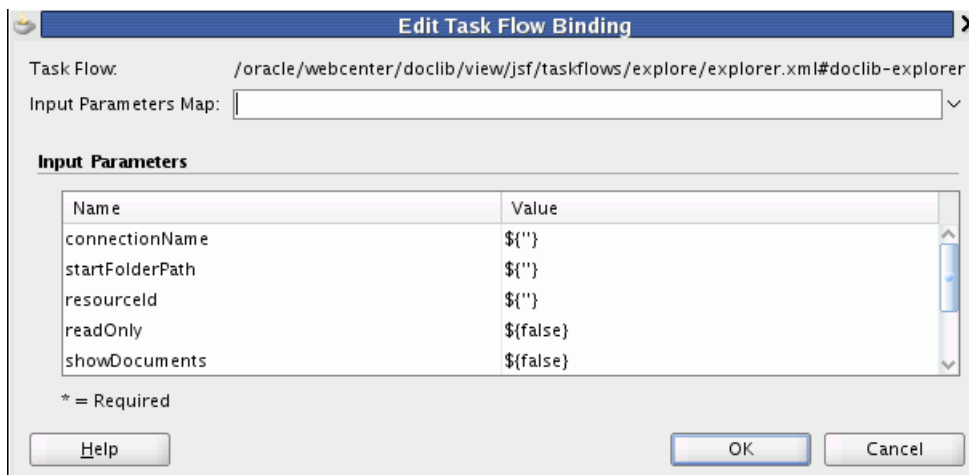 Edit Task Flow Binding
Task Flow: /oracle/webcenter/doclib/view/jsf/taskflows/explore/explorer.xml#doclib-explorer
Input Parameters Map:
Input Parameters
Name Value
connectionName ${''}
startFolderPath ${''}
resourceId ${''}
readOnly ${false}
showDocuments ${false}
* = Required
Help OK Cancel